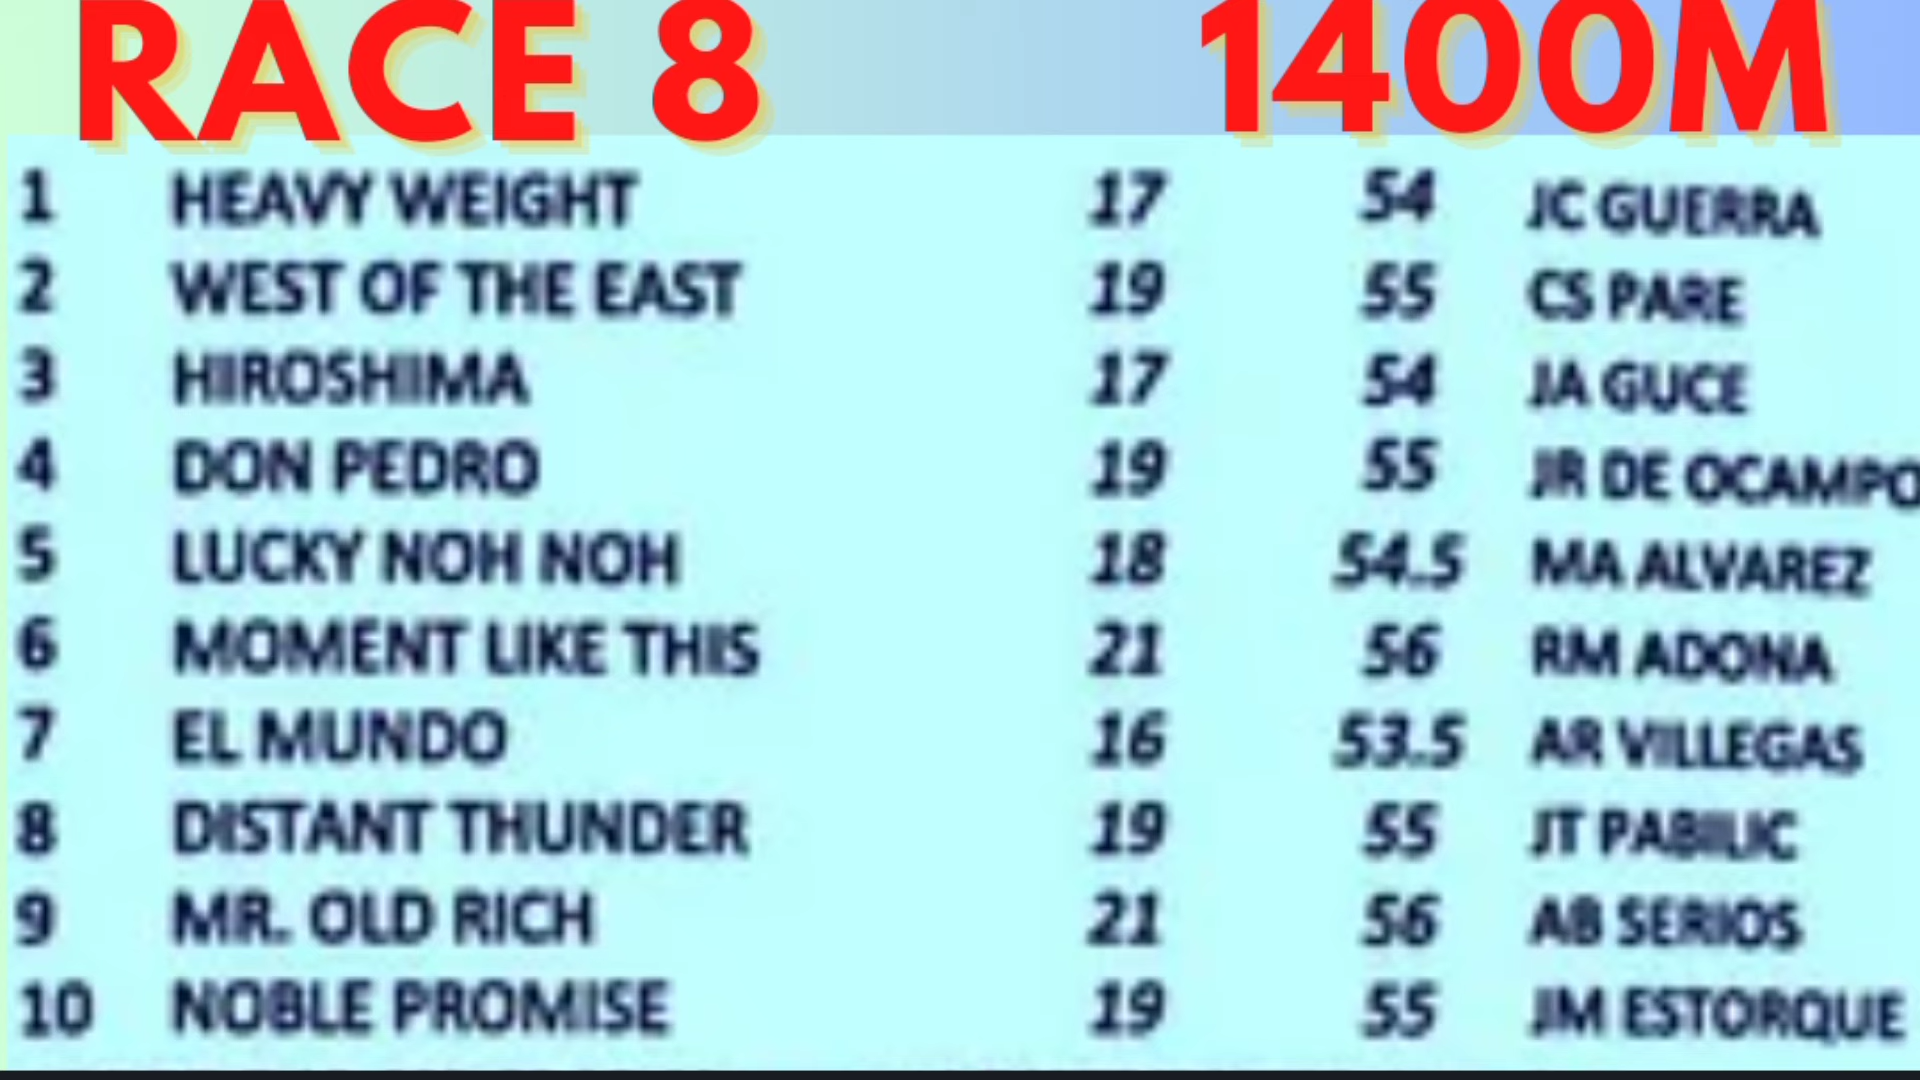 RACE 8 1400M
1 HEAVY WEIGHT 17 54 JC GUERRA
2 WEST OF THE EAST 19 55 CS PARE
3 HIROSHIMA 17 54 JA GUCE
4 DON PEDRO 19 55 JR DE OCAMPO
5 LUCKY NOH NOH 18 54.5 MA ALVAREZ
6 MOMENT LIKE THIS 21 56 RM ADONA
7 EL MUNDO 16 53.5 AR VILLEGAS
8 DISTANT THUNDER 19 55 JT PABILIC
9 MR. OLD RICH 21 56 AB SERIOS
10 NOBLE PROMISE 19 55 JM ESTORQUE